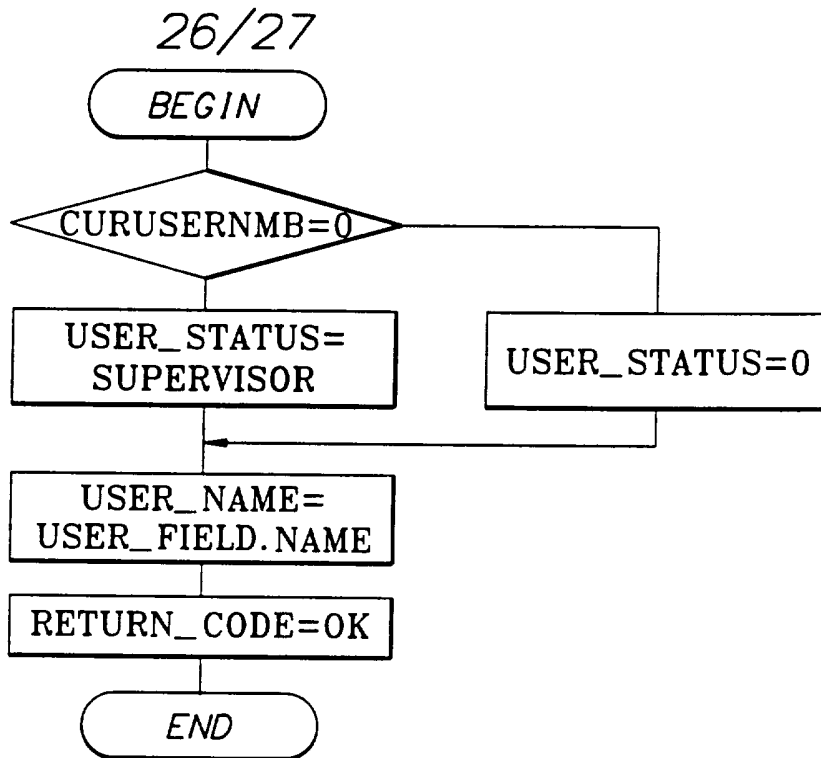 26/27
BEGIN
CURUSERNMB=0
USER_STATUS=
SUPERVISOR
USER_STATUS=0
USER_NAME=
USER_FIELD.NAME
RETURN_CODE=OK
END